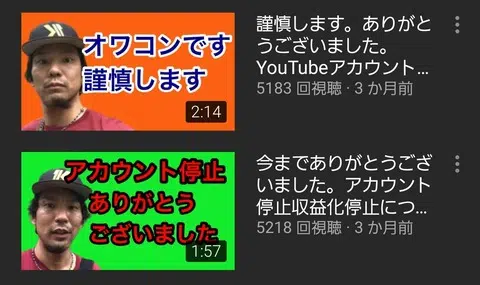 オワコンです
謹慎します
2:14
謹慎します。ありがと
うございました。
YouTubeアカウント...
5183 回視聴・3 か月前
アカウント停止
ありがとう
ございました
1:57
今までありがとうござ
いました。アカウント
停止収益化停止につ...
5218 回視聴・3 か月前